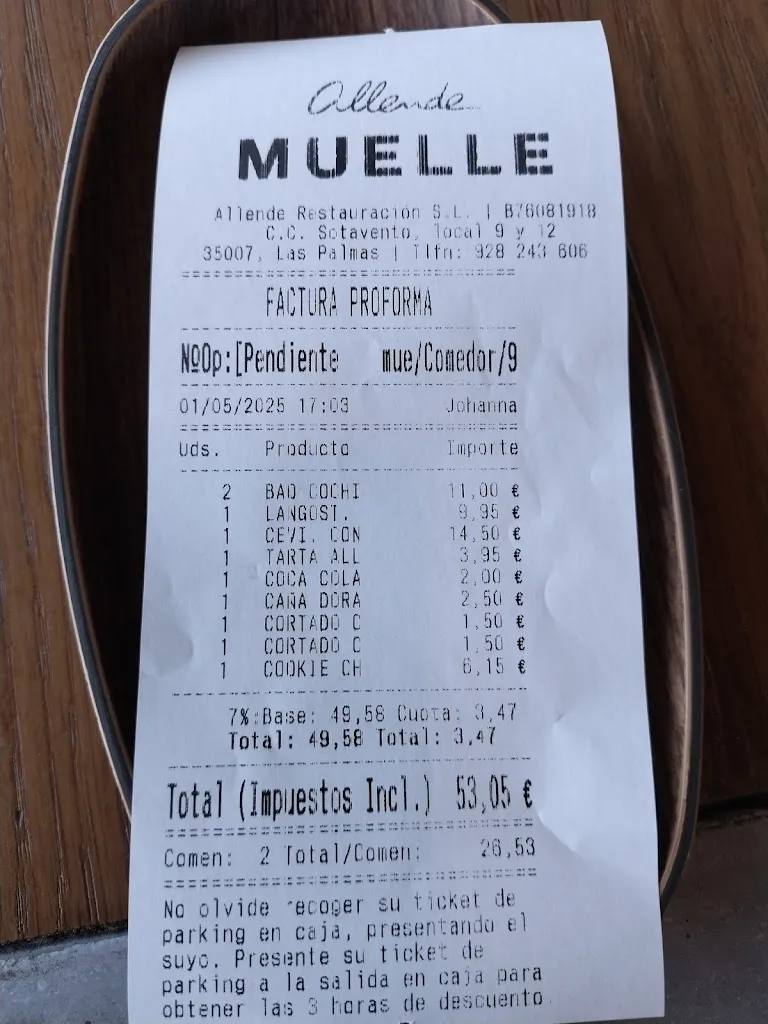 Allende
MUELLE
Allende Restauración S.L. | B76081918
C.C. Sotavento, local 9 y 12
35007, Las Palmas | Tlfn: 928 243 606
FACTURA PROFORMA
NºOp:[Pendiente mue/Comedor/9
01/05/2025 17:03 Johanna
Uds. Producto Importe
2 BAO COCHI 11,00 €
1 LANGOST. 9,95 €
1 CEVI. CON 14,50 €
1 TARTA ALL 3,95 €
1 COCA COLA 2,00 €
1 CAÑA DORA 2,50 €
1 CORTADO C 1,50 €
1 CORTADO C 1,50 €
1 COOKIE CH 6,15 €
7%:Base: 49,58 Cuota: 3,47
Total: 49,58 Total: 3,47
Total (Impuestos Incl.) 53,05 €
Comen: 2 Total/Comen: 26,53
No olvide recoger su ticket de
parking en caja, presentando el
suyo. Presente su ticket de
parking a la salida en caja para
obtener las 3 horas de descuento.